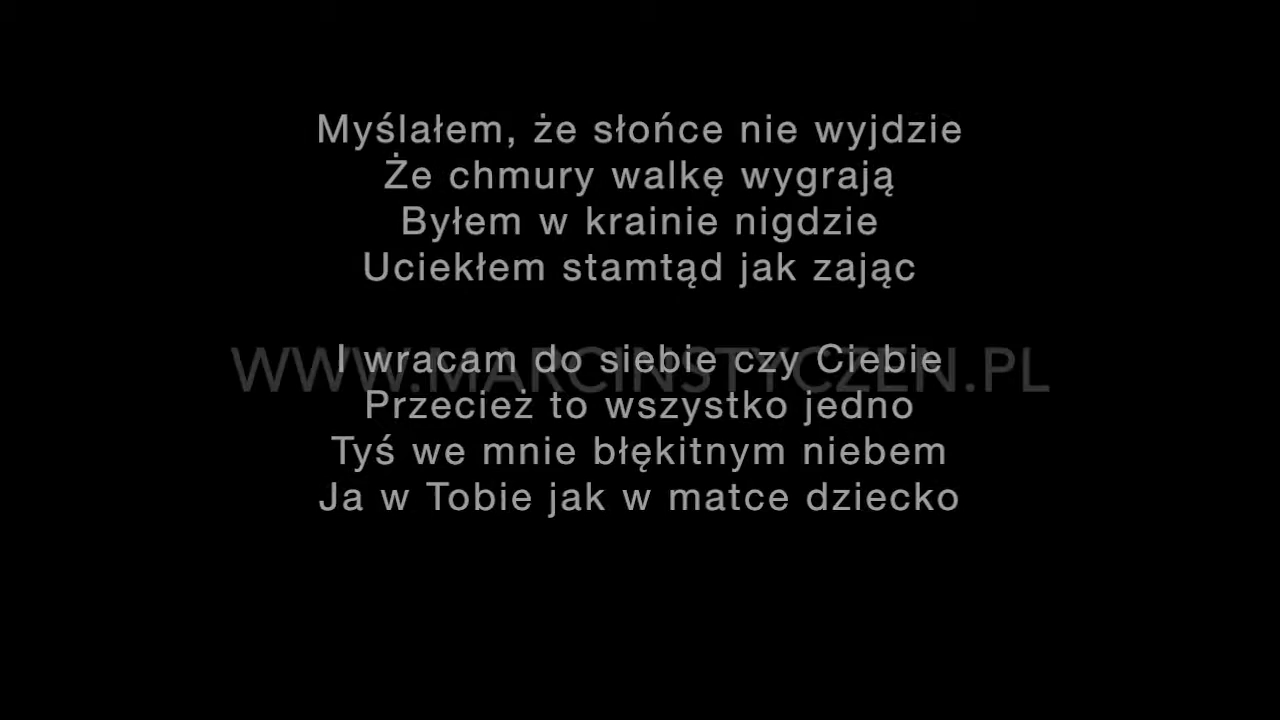 Myślałem, że słońce nie wyjdzie
Że chmury walkę wygrają
Byłem w krainie nigdzie
Uciekłem stamtąd jak zając
I wracam do siebie czy Ciebie
WWW.MARCINSTYCZEN.PL
Przecież to wszystko jedno
Tyś we mnie błękitnym niebem
Ja w Tobie jak w matce dziecko